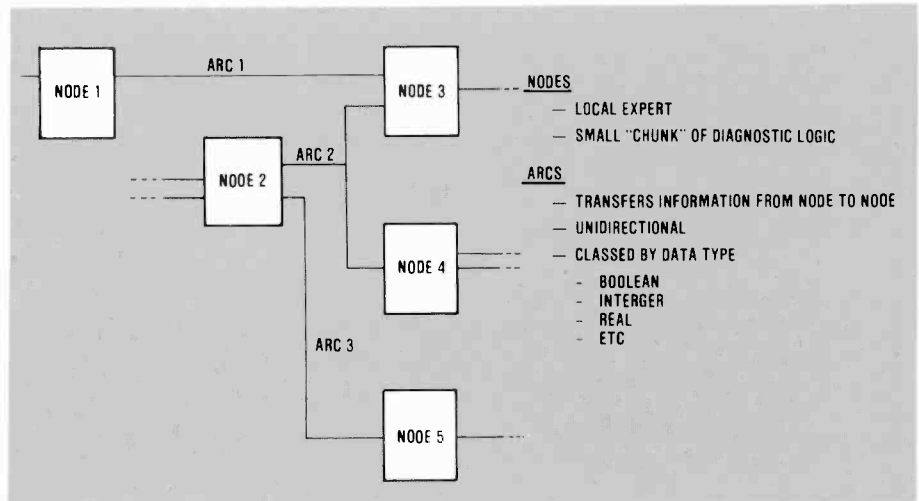 NODE 1
ARC 1
NODE 3
NODE 2
ARC 2
NODE 4
ARC 3
NODE 5
NODES
— LOCAL EXPERT
— SMALL "CHUNK" OF DIAGNOSTIC LOGIC
ARCS
— TRANSFERS INFORMATION FROM NODE TO NODE
— UNIDIRECTIONAL
— CLASSED BY DATA TYPE
- BOOLEAN
- INTERGER
- REAL
- ETC